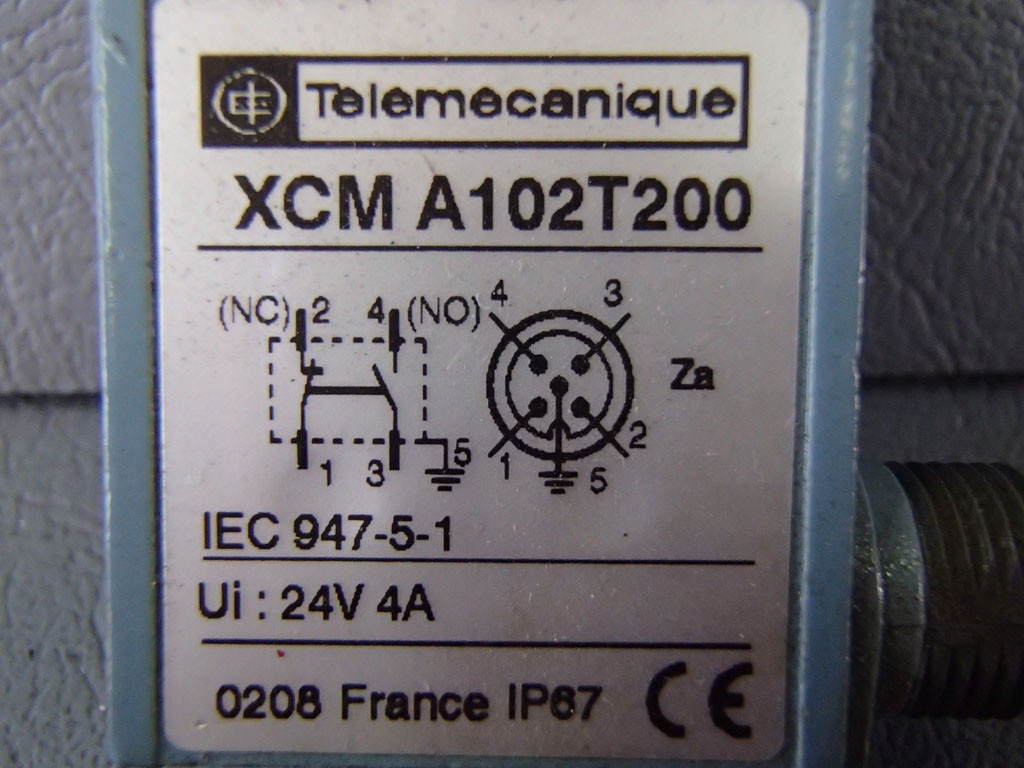 Telemecanique
XCM A102T200
(NC) 2 4 (NO) 4 3
Za
1 3 5 1 5 2
IEC 947-5-1
Ui : 24V 4A
0208 France IP67 CE